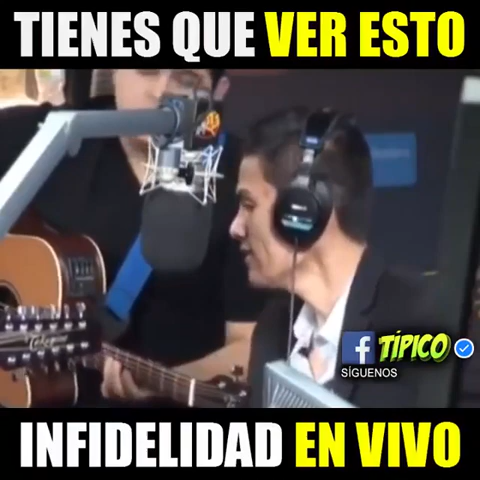 TIENES QUE VER ESTO
f TÍPICO
SÍGUENOS
INFIDELIDAD EN VIVO